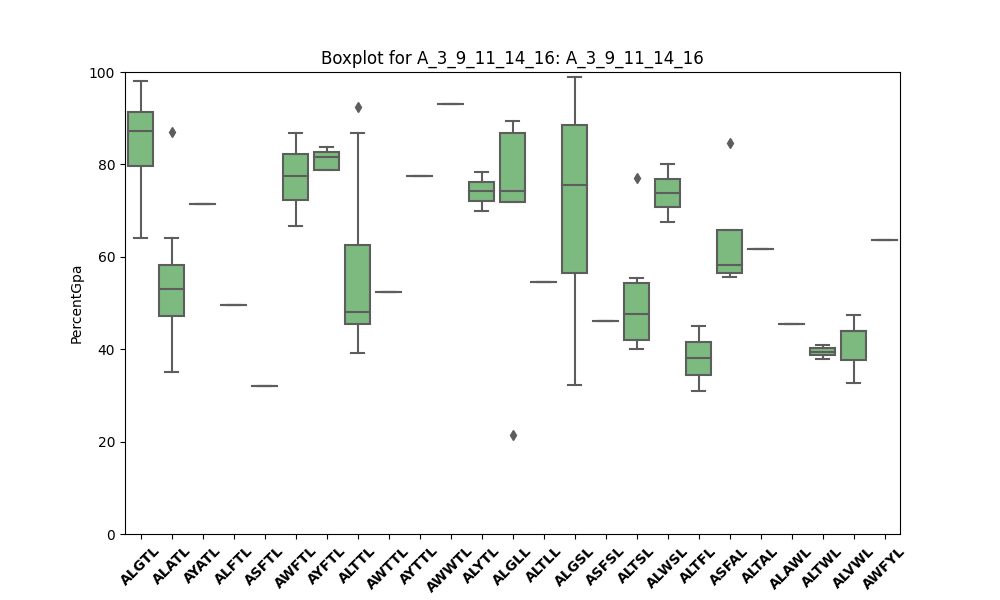 Boxplot for A_3_9_11_14_16: A_3_9_11_14_16
PercentGpa
100
80
60
40
20
0
ALGTL
ALATL
AYATL
ALFTL
ASFTL
AWFTL
AYFTL
ALTTL
AWTTL
AYTTL
AWWTL
ALYTL
ALGLL
ALTLL
ALGSL
ASFSL
ALTSL
ALWSL
ALTFL
ASFAL
ALTAL
ALAWL
ALTWL
ALVWL
AWFYL